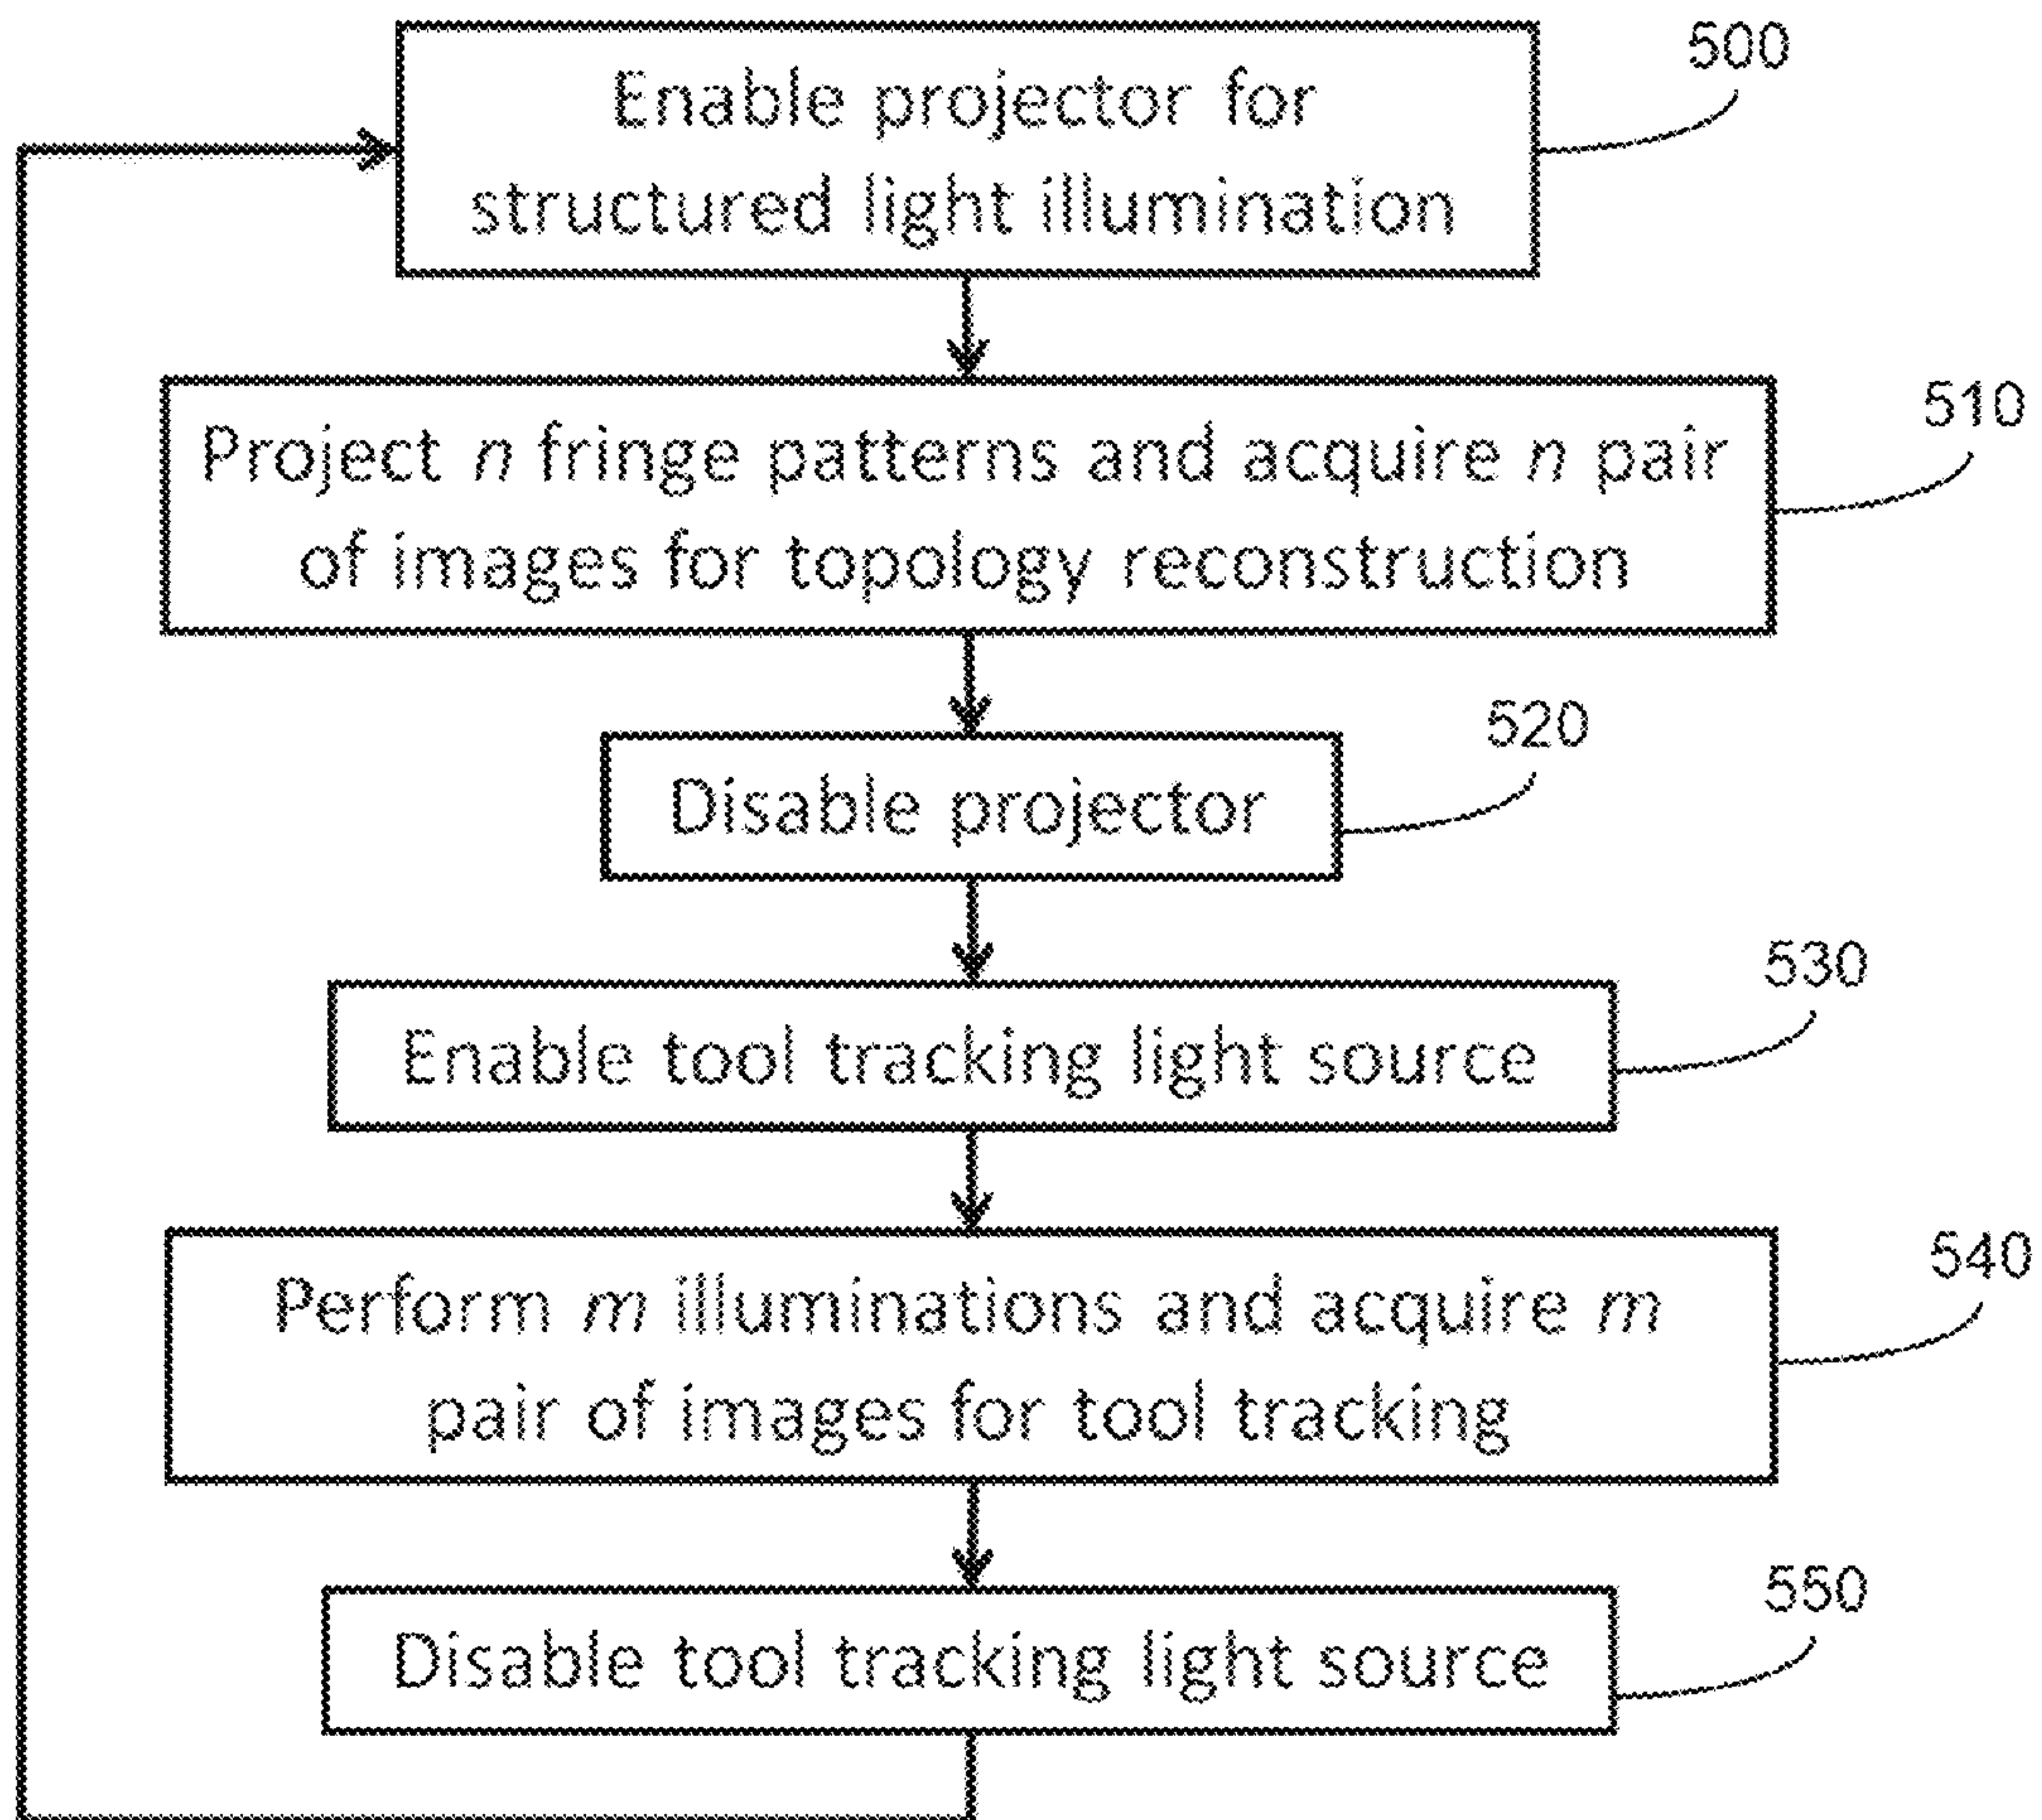 500
Enable projector for
structured light illumination
510
Project n fringe patterns and acquire n pair
of images for topology reconstruction
520
Disable projector
530
Enable tool tracking light source
540
Perform m illuminations and acquire m
pair of images for tool tracking
550
Disable tool tracking light source